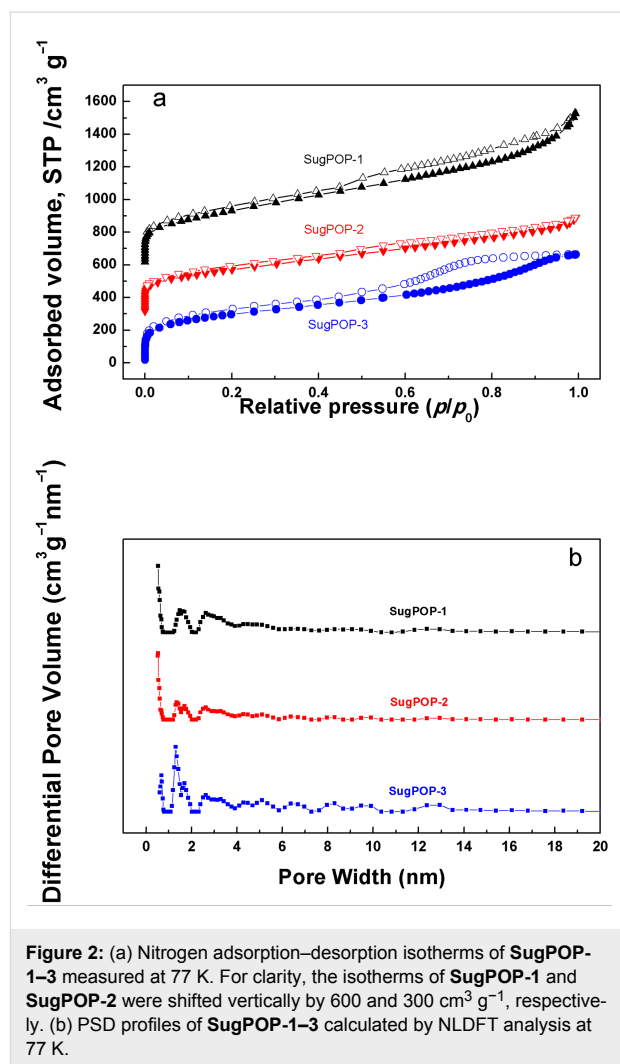 a
1600
1400
1200
1000
800
600
400
200
0
Adsorbed volume, STP /cm³ g⁻¹
SugPOP-1
SugPOP-2
SugPOP-3
0.0 0.2 0.4 0.6 0.8 1.0
Relative pressure (p/p₀)
b
Differential Pore Volume (cm³g⁻¹nm⁻¹)
SugPOP-1
SugPOP-2
SugPOP-3
0 2 4 6 8 10 12 14 16 18 20
Pore Width (nm)
Figure 2: (a) Nitrogen adsorption–desorption isotherms of SugPOP-
1–3 measured at 77 K. For clarity, the isotherms of SugPOP-1 and
SugPOP-2 were shifted vertically by 600 and 300 cm³ g⁻¹, respective-
ly. (b) PSD profiles of SugPOP-1–3 calculated by NLDFT analysis at
77 K.